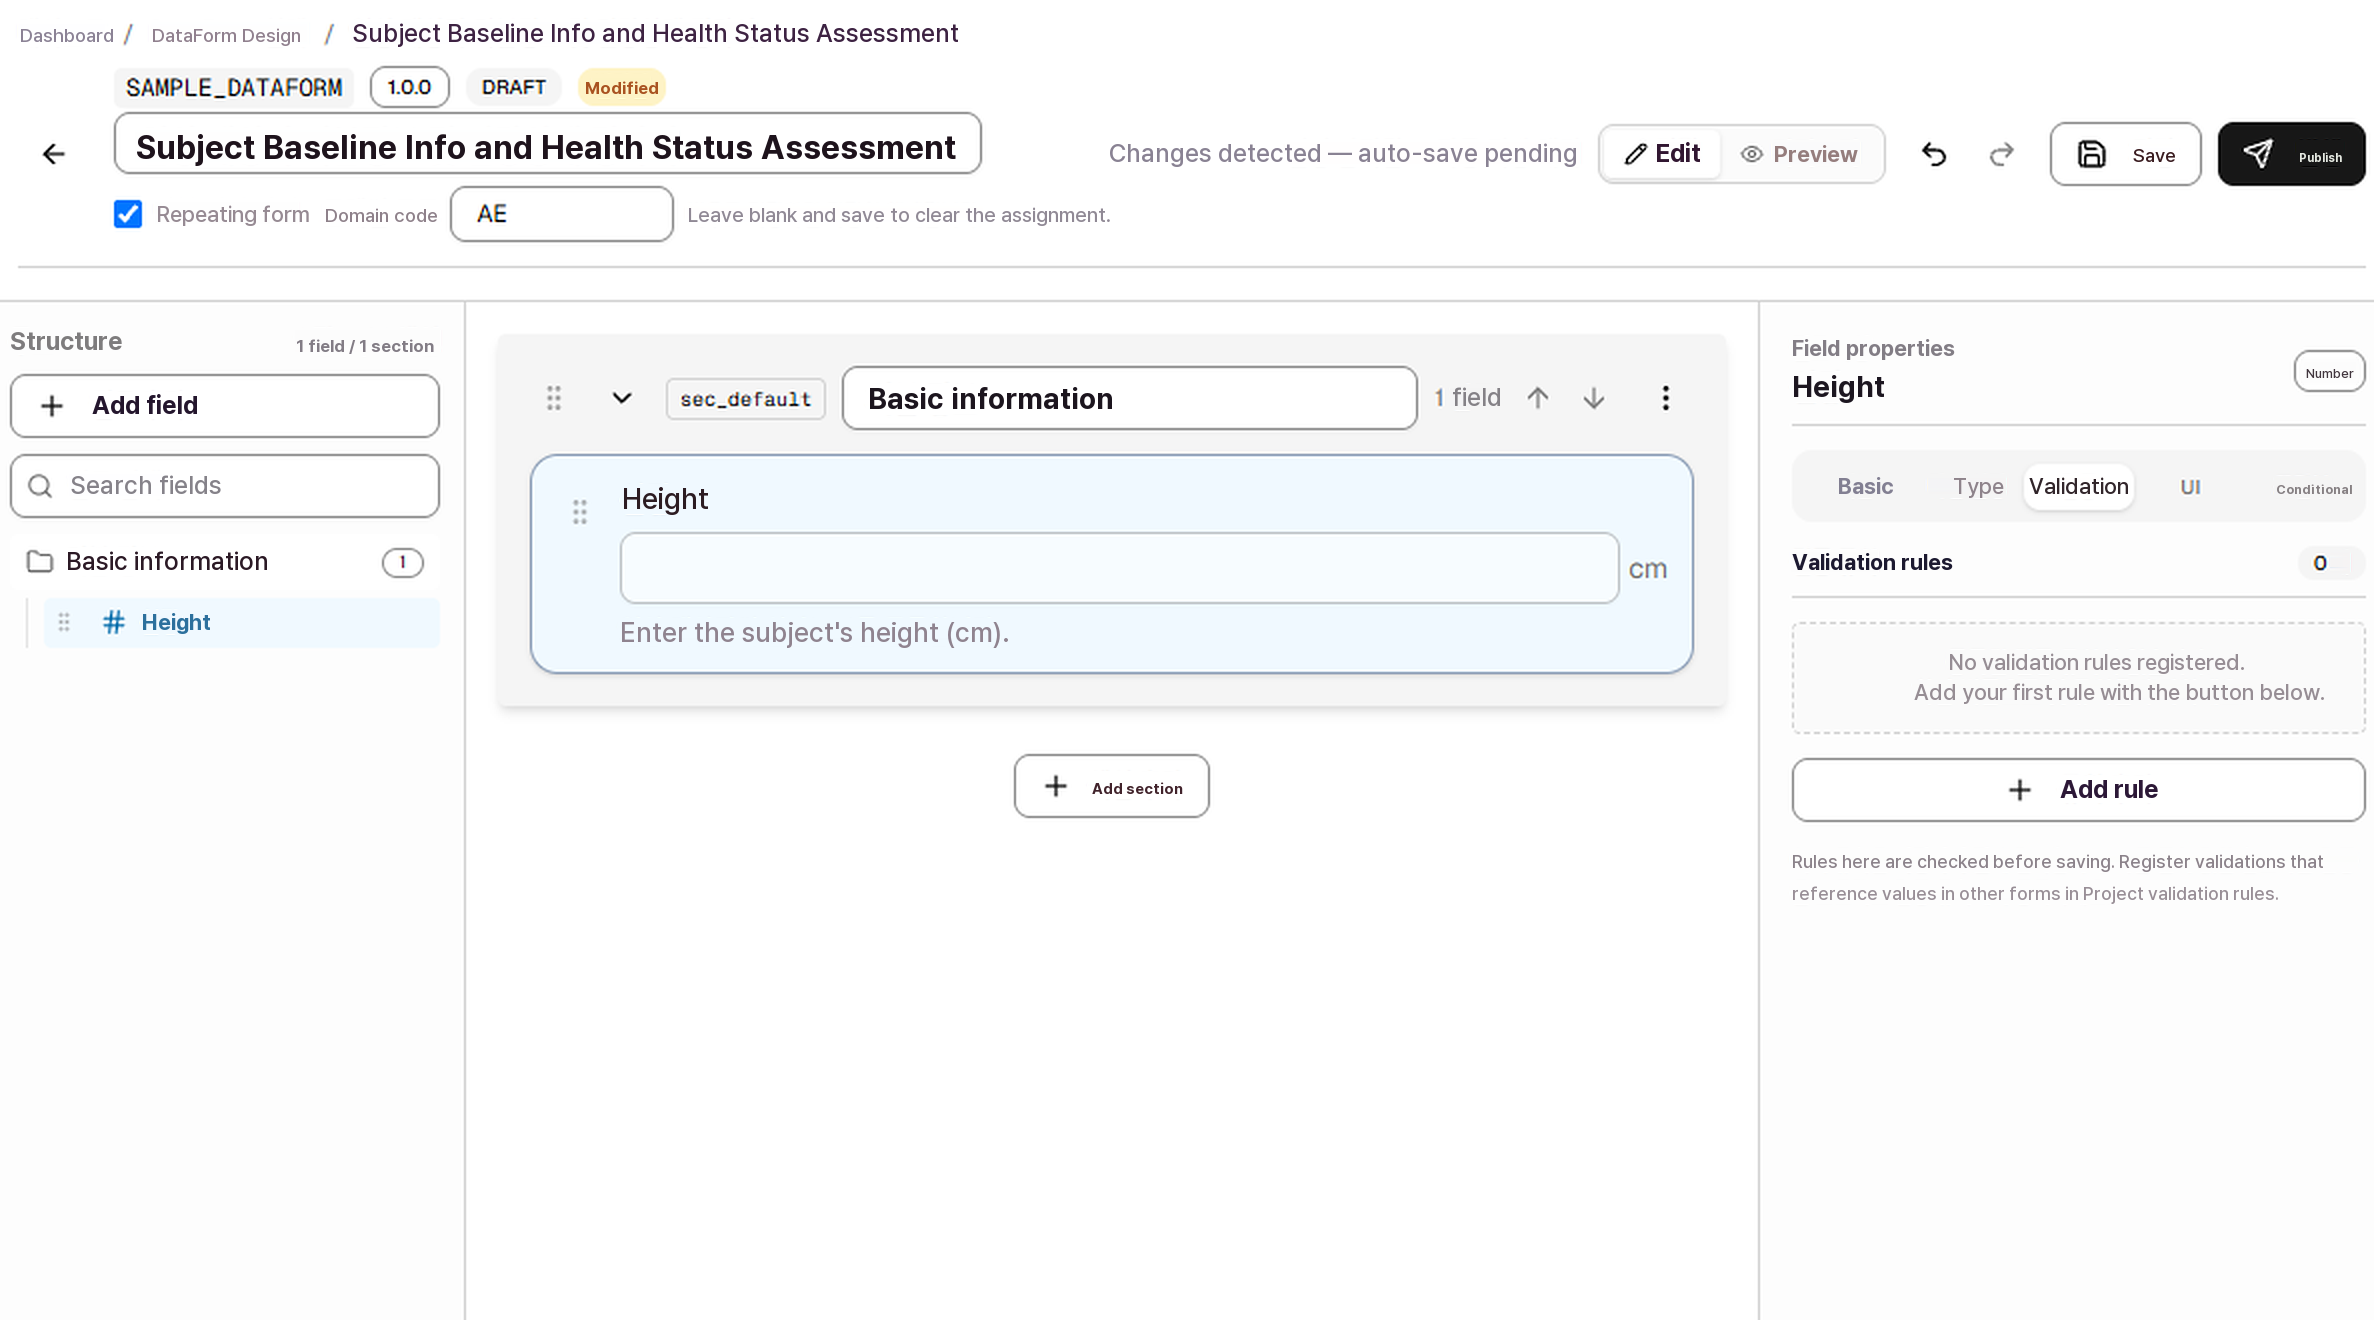 Dashboard / DataForm Design / Subject Baseline Info and Health Status Assessment
SAMPLE_DATAFORM 1.0.0 DRAFT Modified
Subject Baseline Info and Health Status Assessment
Changes detected — auto-save pending Edit Preview Save Publish
Repeating form Domain code AE Leave blank and save to clear the assignment.
Structure 1 field / 1 section
Add field
Search fields
Basic information 1
Height
sec_default Basic information 1 field
Height
cm
Enter the subject's height (cm).
Add section
Field properties
Height Number
Basic Type Validation UI Conditional
Validation rules 0
No validation rules registered.
Add your first rule with the button below.
Add rule
Rules here are checked before saving. Register validations that
reference values in other forms in Project validation rules.